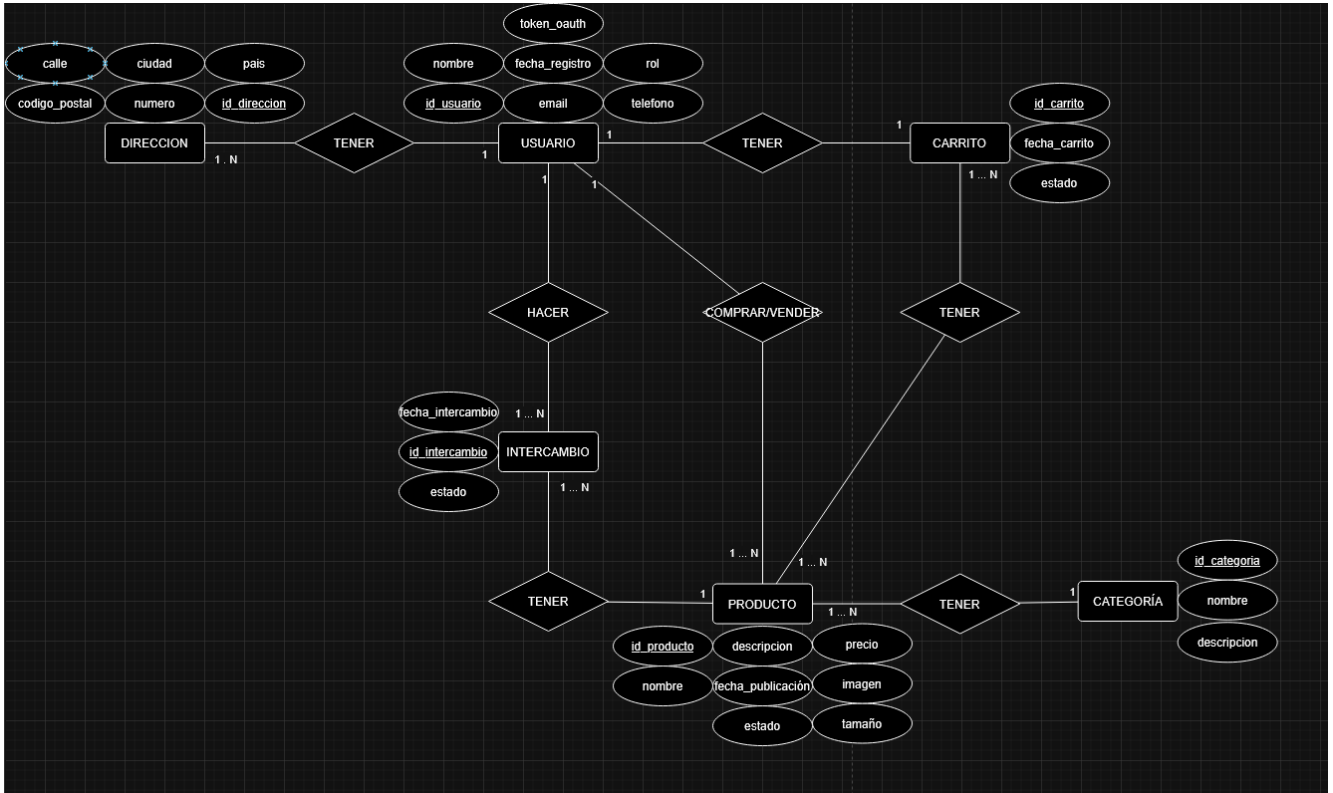 token_oauth
calle
ciudad
pais
nombre
fecha_registro
rol
codigo_postal
numero
id_direccion
id_usuario
email
telefono
id_carrito
DIRECCION
1 . N
TENER
1
USUARIO
1
TENER
1
CARRITO
fecha_carrito
1 ... N
estado
1
1
HACER
COMPRAR/VENDER
TENER
fecha_intercambio
1 ... N
id_intercambio
INTERCAMBIO
estado
1 ... N
1 ... N
1 ... N
id_categoria
TENER
1
PRODUCTO
1 ... N
TENER
1
CATEGORÍA
nombre
descripcion
id_producto
descripcion
precio
nombre
fecha_publicación
imagen
estado
tamaño